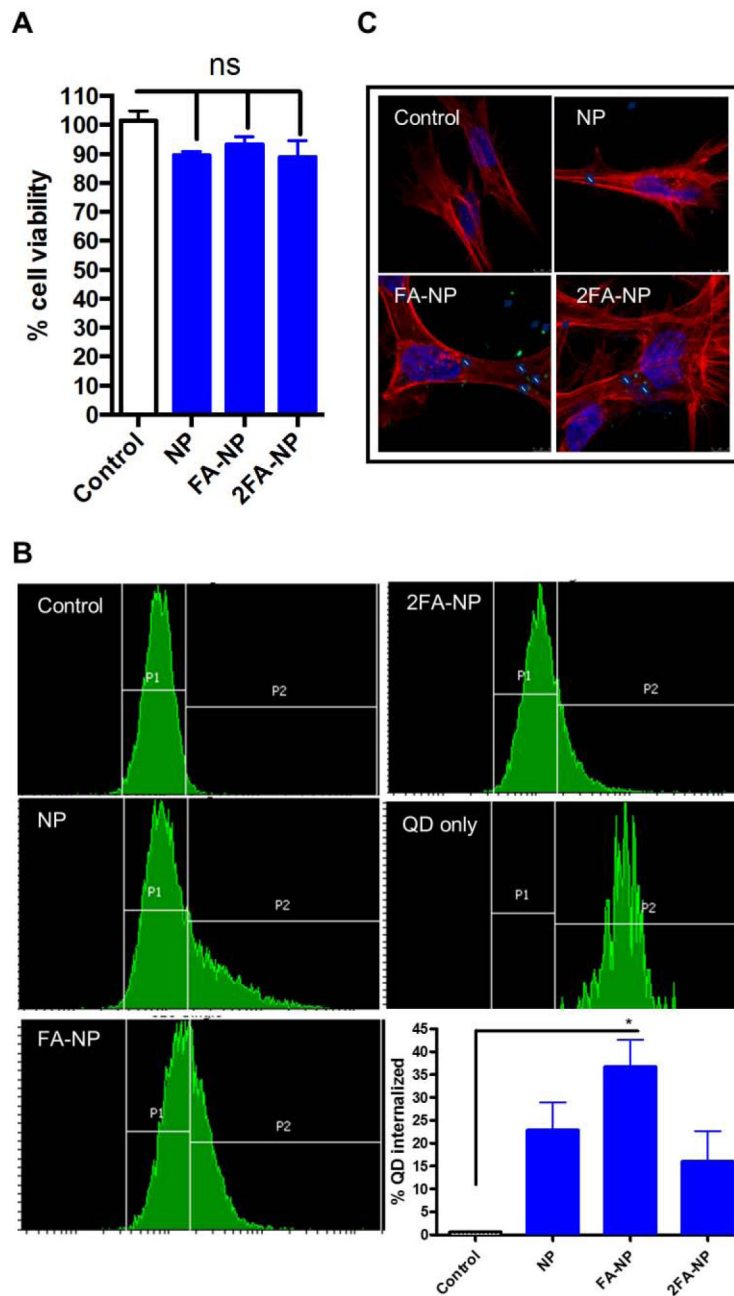 A
ns
110
100
90
80
70
60
50
40
30
20
10
0
% cell viability
Control
NP
FA-NP
2FA-NP
C
Control
NP
FA-NP
2FA-NP
B
Control
P1
P2
2FA-NP
P1
P2
NP
P1
P2
QD only
P1
P2
FA-NP
P1
P2
*
45
40
35
30
25
20
15
10
5
0
% QD internalized
Control
NP
FA-NP
2FA-NP